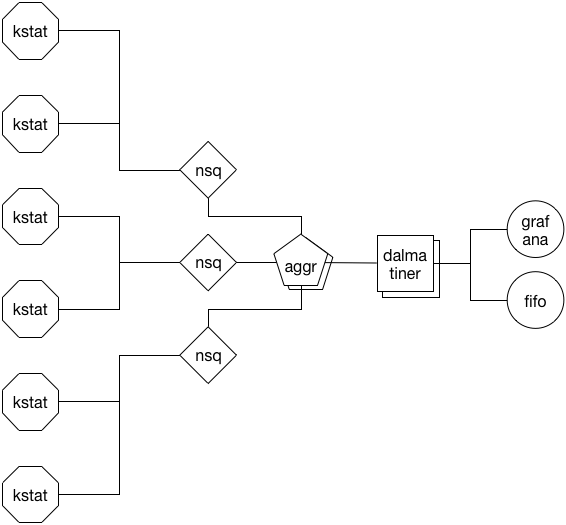 kstat
kstat
nsq
kstat
nsq
kstat
nsq
kstat
kstat
aggr
dalma
tiner
graf
ana
fifo